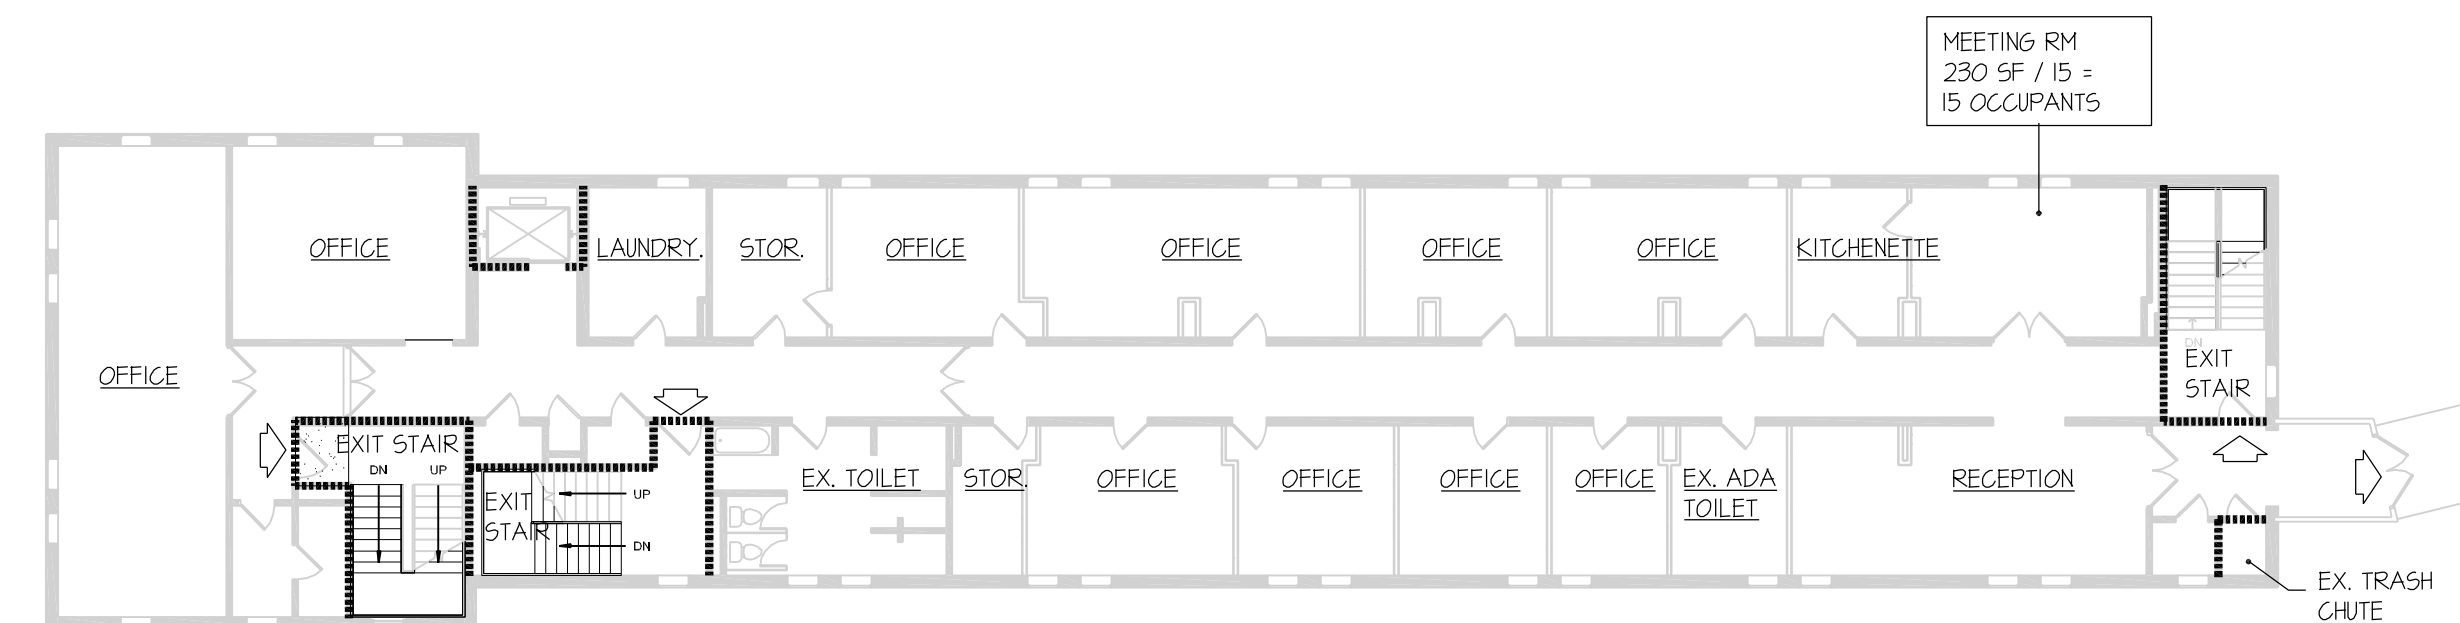 MEETING RM
230 SF / 15 =
15 OCCUPANTS
OFFICE
LAUNDRY.
STOR.
OFFICE
OFFICE
OFFICE
OFFICE
KITCHENETTE
OFFICE
DN
EXIT
STAIR
EXIT STAIR
DN
UP
EXIT
STAIR
UP
DN
EX. TOILET
STOR.
OFFICE
OFFICE
OFFICE
OFFICE
EX. ADA
TOILET
RECEPTION
EX. TRASH
CHUTE